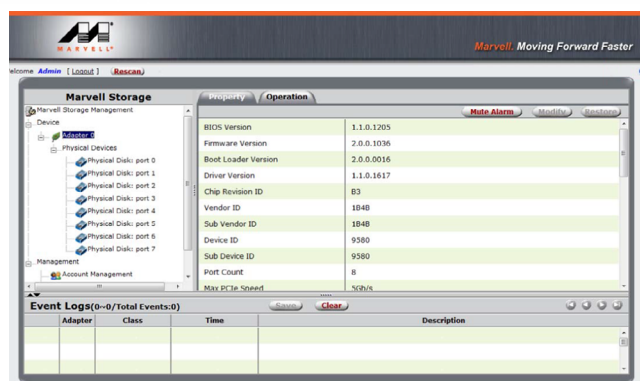 MARVELL®
Marvell. Moving Forward Faster
elcome Admin [ Logout ] Rescan
Marvell Storage
Property Operation
Mute Alarm Modify Restore
Marvell Storage Management
Device
Adapter 0
Physical Devices
Physical Disk: port 0
Physical Disk: port 1
Physical Disk: port 2
Physical Disk: port 3
Physical Disk: port 4
Physical Disk: port 5
Physical Disk: port 6
Physical Disk: port 7
Management
Account Management
BIOS Version 1.1.0.1205
Firmware Version 2.0.0.1036
Boot Loader Version 2.0.0.0016
Driver Version 1.1.0.1617
Chip Revision ID B3
Vendor ID 1B4B
Sub Vendor ID 1B4B
Device ID 9580
Sub Device ID 9580
Port Count 8
Max PCIe Speed 5Gb/s
Event Logs(0~0/Total Events:0) Save Clear
Adapter Class Time Description